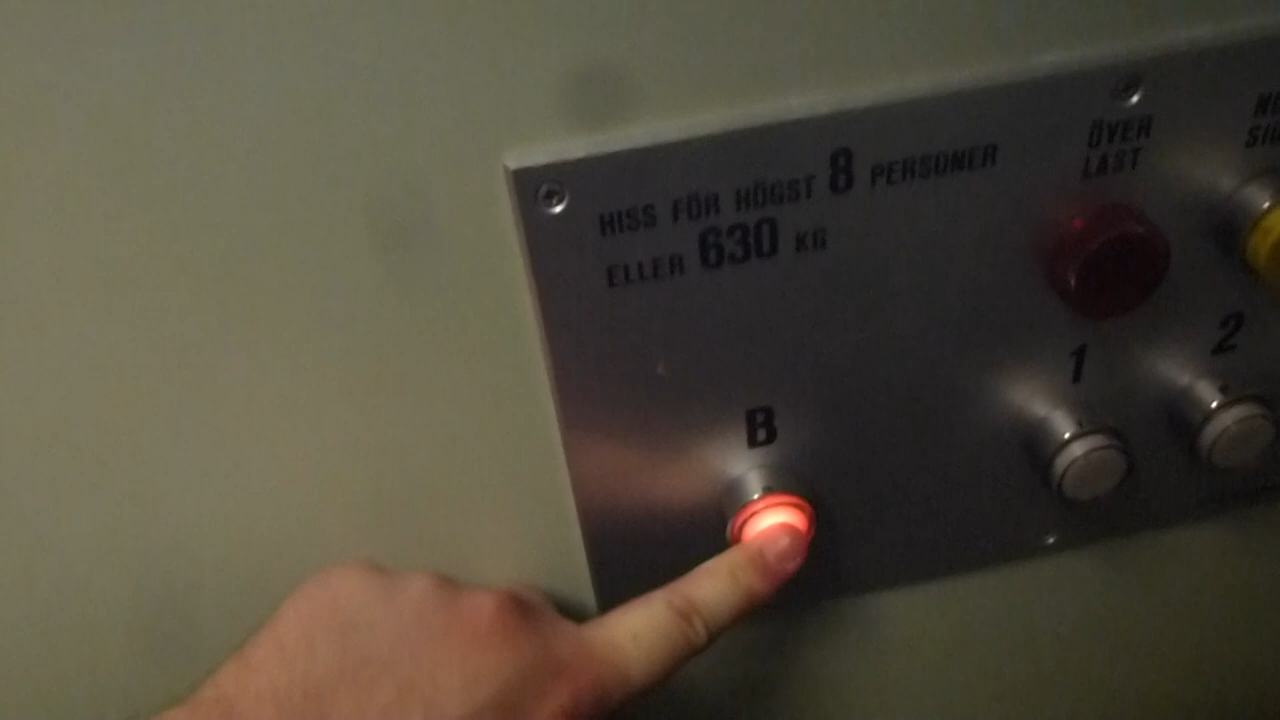 HISS FÖR HÖGST 8 PERSONER
ELLER 630 KG
ÖVER
LAST
B
1
2